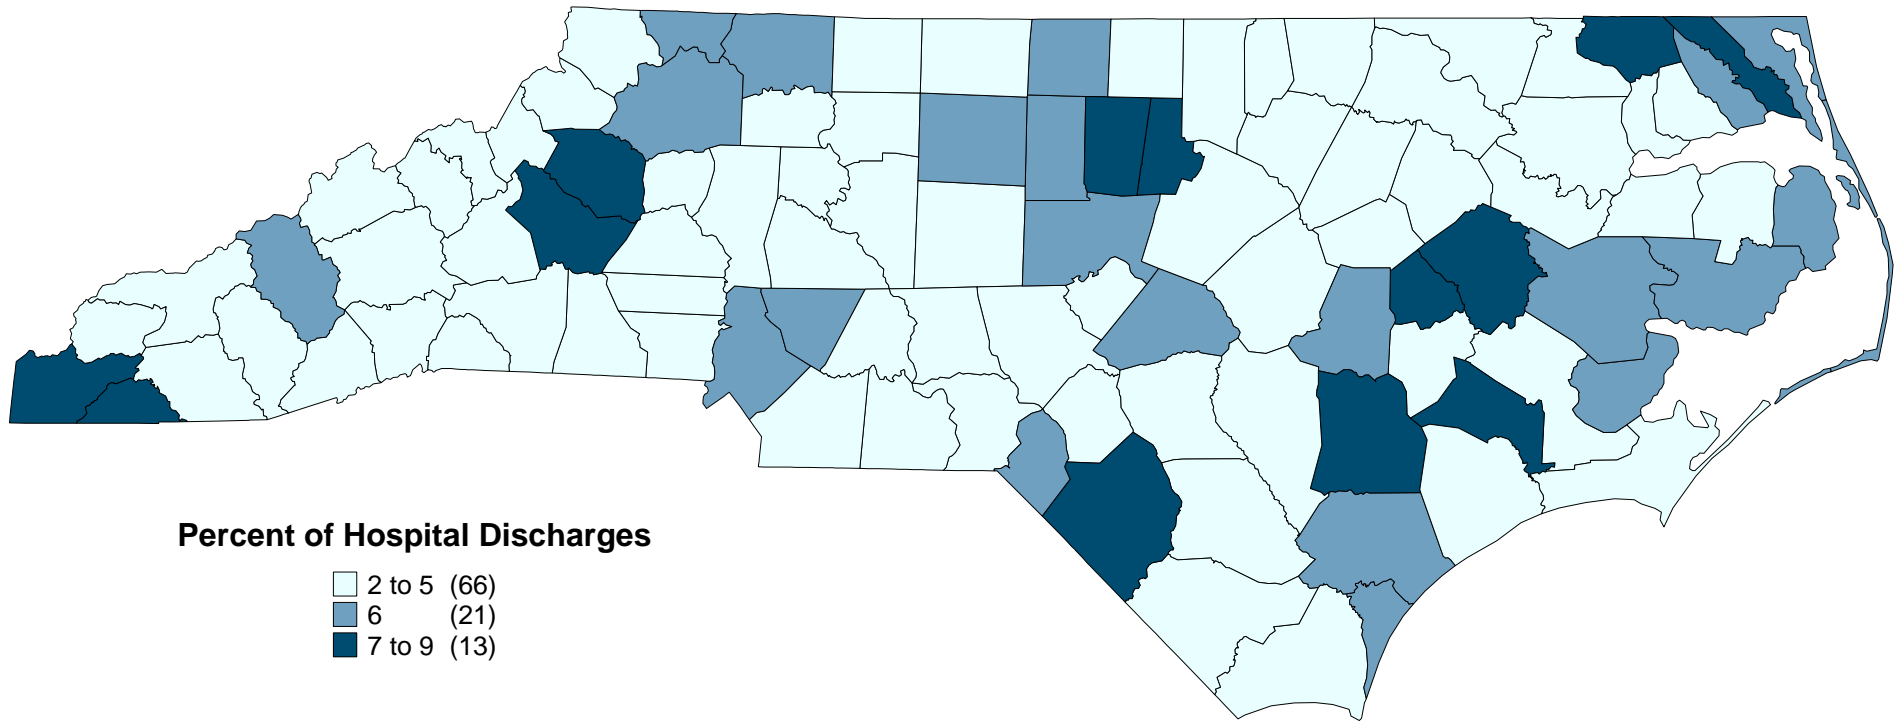 Percent of Hospital Discharges
2 to 5 (66)
6 (21)
7 to 9 (13)